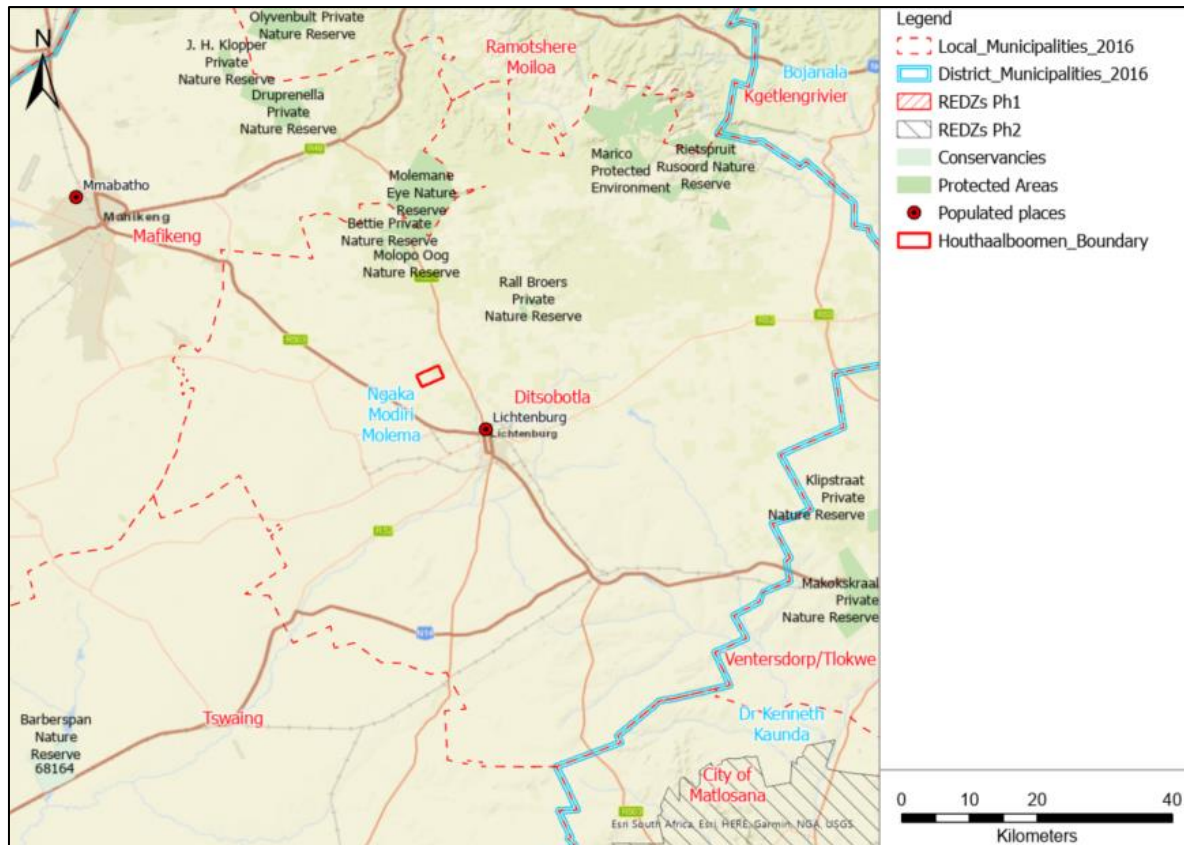 Olyvenbult Private
Nature Reserve
N
J. H. Klopper
Private
Nature Reserve
Druprenella
Private
Nature Reserve
Ramotshere
Moiloa
Bojanala
Kgetlengrivier
Mmabatho
Mahikeng
Mafikeng
Molemane
Eye Nature
Reserve
Bettie Private
Nature Reserve
Molopo Oog
Nature Reserve
Marico
Protected
Environment
Rietspruit
Rusoord Nature
Reserve
Rall Broers
Private
Nature Reserve
Ngaka
Modiri
Molema
Ditsobotla
Lichtenburg
Lichtenburg
Klipstraat
Private
Nature Reserve
Makokskraal
Private
Nature Reserve
N14
Ventersdorp/Tlokwe
Tswaing
Dr Kenneth
Kaunda
Barberspan
Nature
Reserve
68164
City of
Matlosana
Esri South Africa, Esri, HERE, Garmin, NGA, USGS
Legend
Local_Municipalities_2016
District_Municipalities_2016
REDZs Ph1
REDZs Ph2
Conservancies
Protected Areas
Populated places
Houthaalboomen_Boundary
0 10 20 40
Kilometers